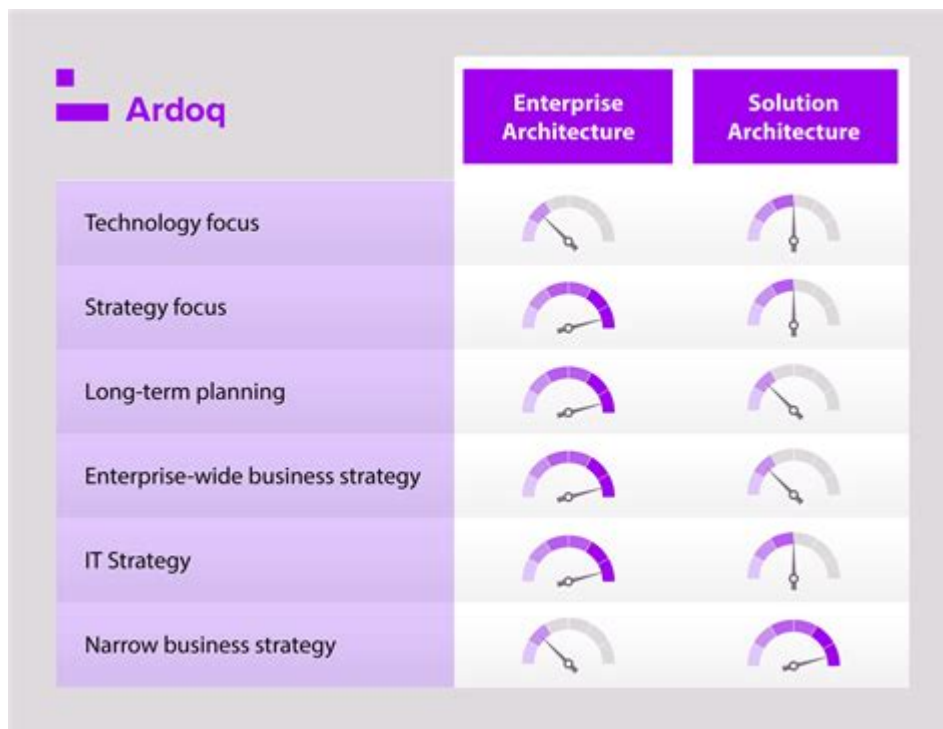 Ardoq
Enterprise
Architecture
Solution
Architecture
Technology focus
Strategy focus
Long-term planning
Enterprise-wide business strategy
IT Strategy
Narrow business strategy